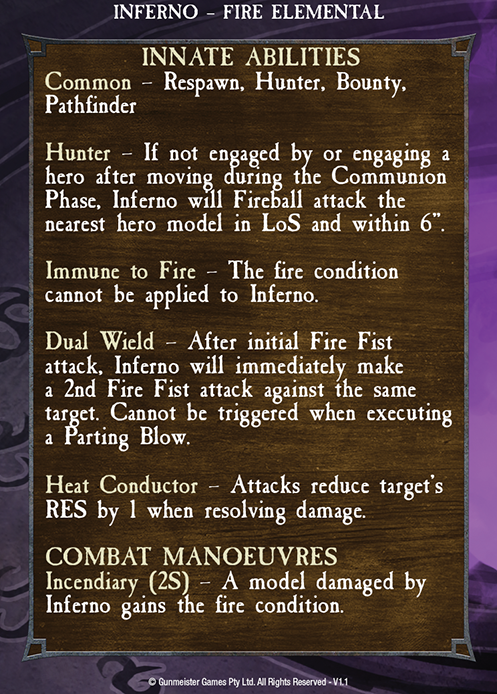 INFERNO – FIRE ELEMENTAL
INNATE ABILITIES
Common – Respawn, Hunter, Bounty,
Pathfinder
Hunter – If not engaged by or engaging a
hero after moving during the Communion
Phase, Inferno will Fireball attack the
nearest hero model in LoS and within 6”.
Immune to Fire – The fire condition
cannot be applied to Inferno.
Dual Wield – After initial Fire Fist
attack, Inferno will immediately make
a 2nd Fire Fist attack against the same
target. Cannot be triggered when executing
a Parting Blow.
Heat Conductor – Attacks reduce target’s
RES by 1 when resolving damage.
COMBAT MANOEUVRES
Incendiary (2S) – A model damaged by
Inferno gains the fire condition.
© Gunmeister Games Pty Ltd. All Rights Reserved - V1.1